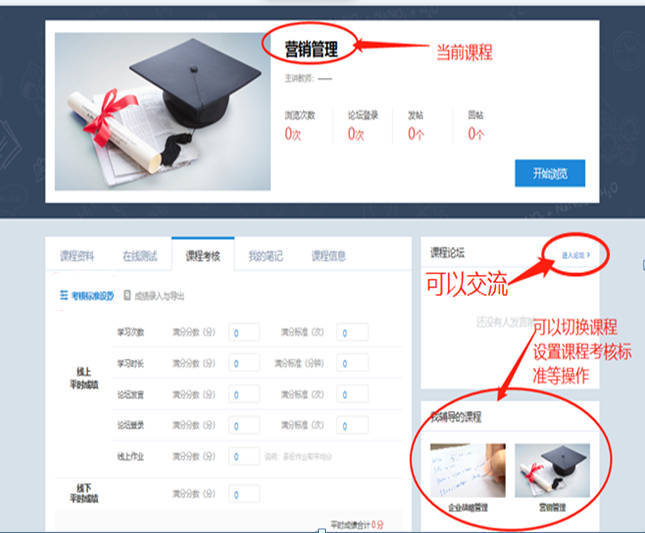 营销管理
当前课程
主讲教师：——
浏览次数 论坛登录 发帖 回帖
0次 0次 0个 0个
开始浏览
课程资料 在线测试 课程考核 我的笔记 课程信息
课程论坛
进入论坛 >
可以交流
考核标准设置 成绩录入与导出
还没有人发言呢
可以切换课程
设置课程考核标
准等操作
学习次数 满分分数（分） 0 满分标准（次） 0
线上
平时成绩
学习时长 满分分数（分） 0 满分标准（分钟） 0
论坛发言 满分分数（分） 0 满分标准（次） 0
论坛登录 满分分数（分） 0 满分标准（次） 0
线上作业 满分分数（分） 0 说明：多份作业取平均分
线下
平时成绩
满分分数（分） 0
平时成绩合计 0 分
我辅导的课程
企业战略管理 营销管理